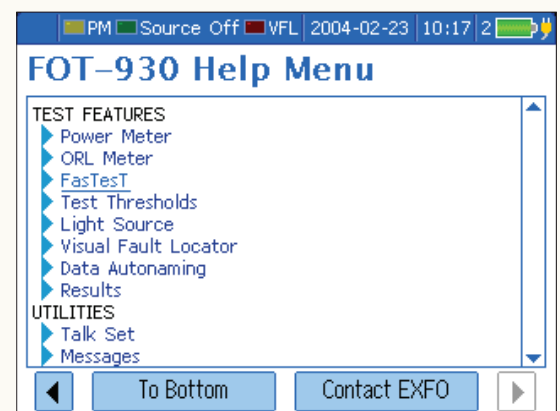 PM Source Off VFL 2004-02-23 10:17 2
FOT-930 Help Menu
TEST FEATURES
Power Meter
ORL Meter
FasTesT
Test Thresholds
Light Source
Visual Fault Locator
Data Autonaming
Results
UTILITIES
Talk Set
Messages
To Bottom Contact EXFO